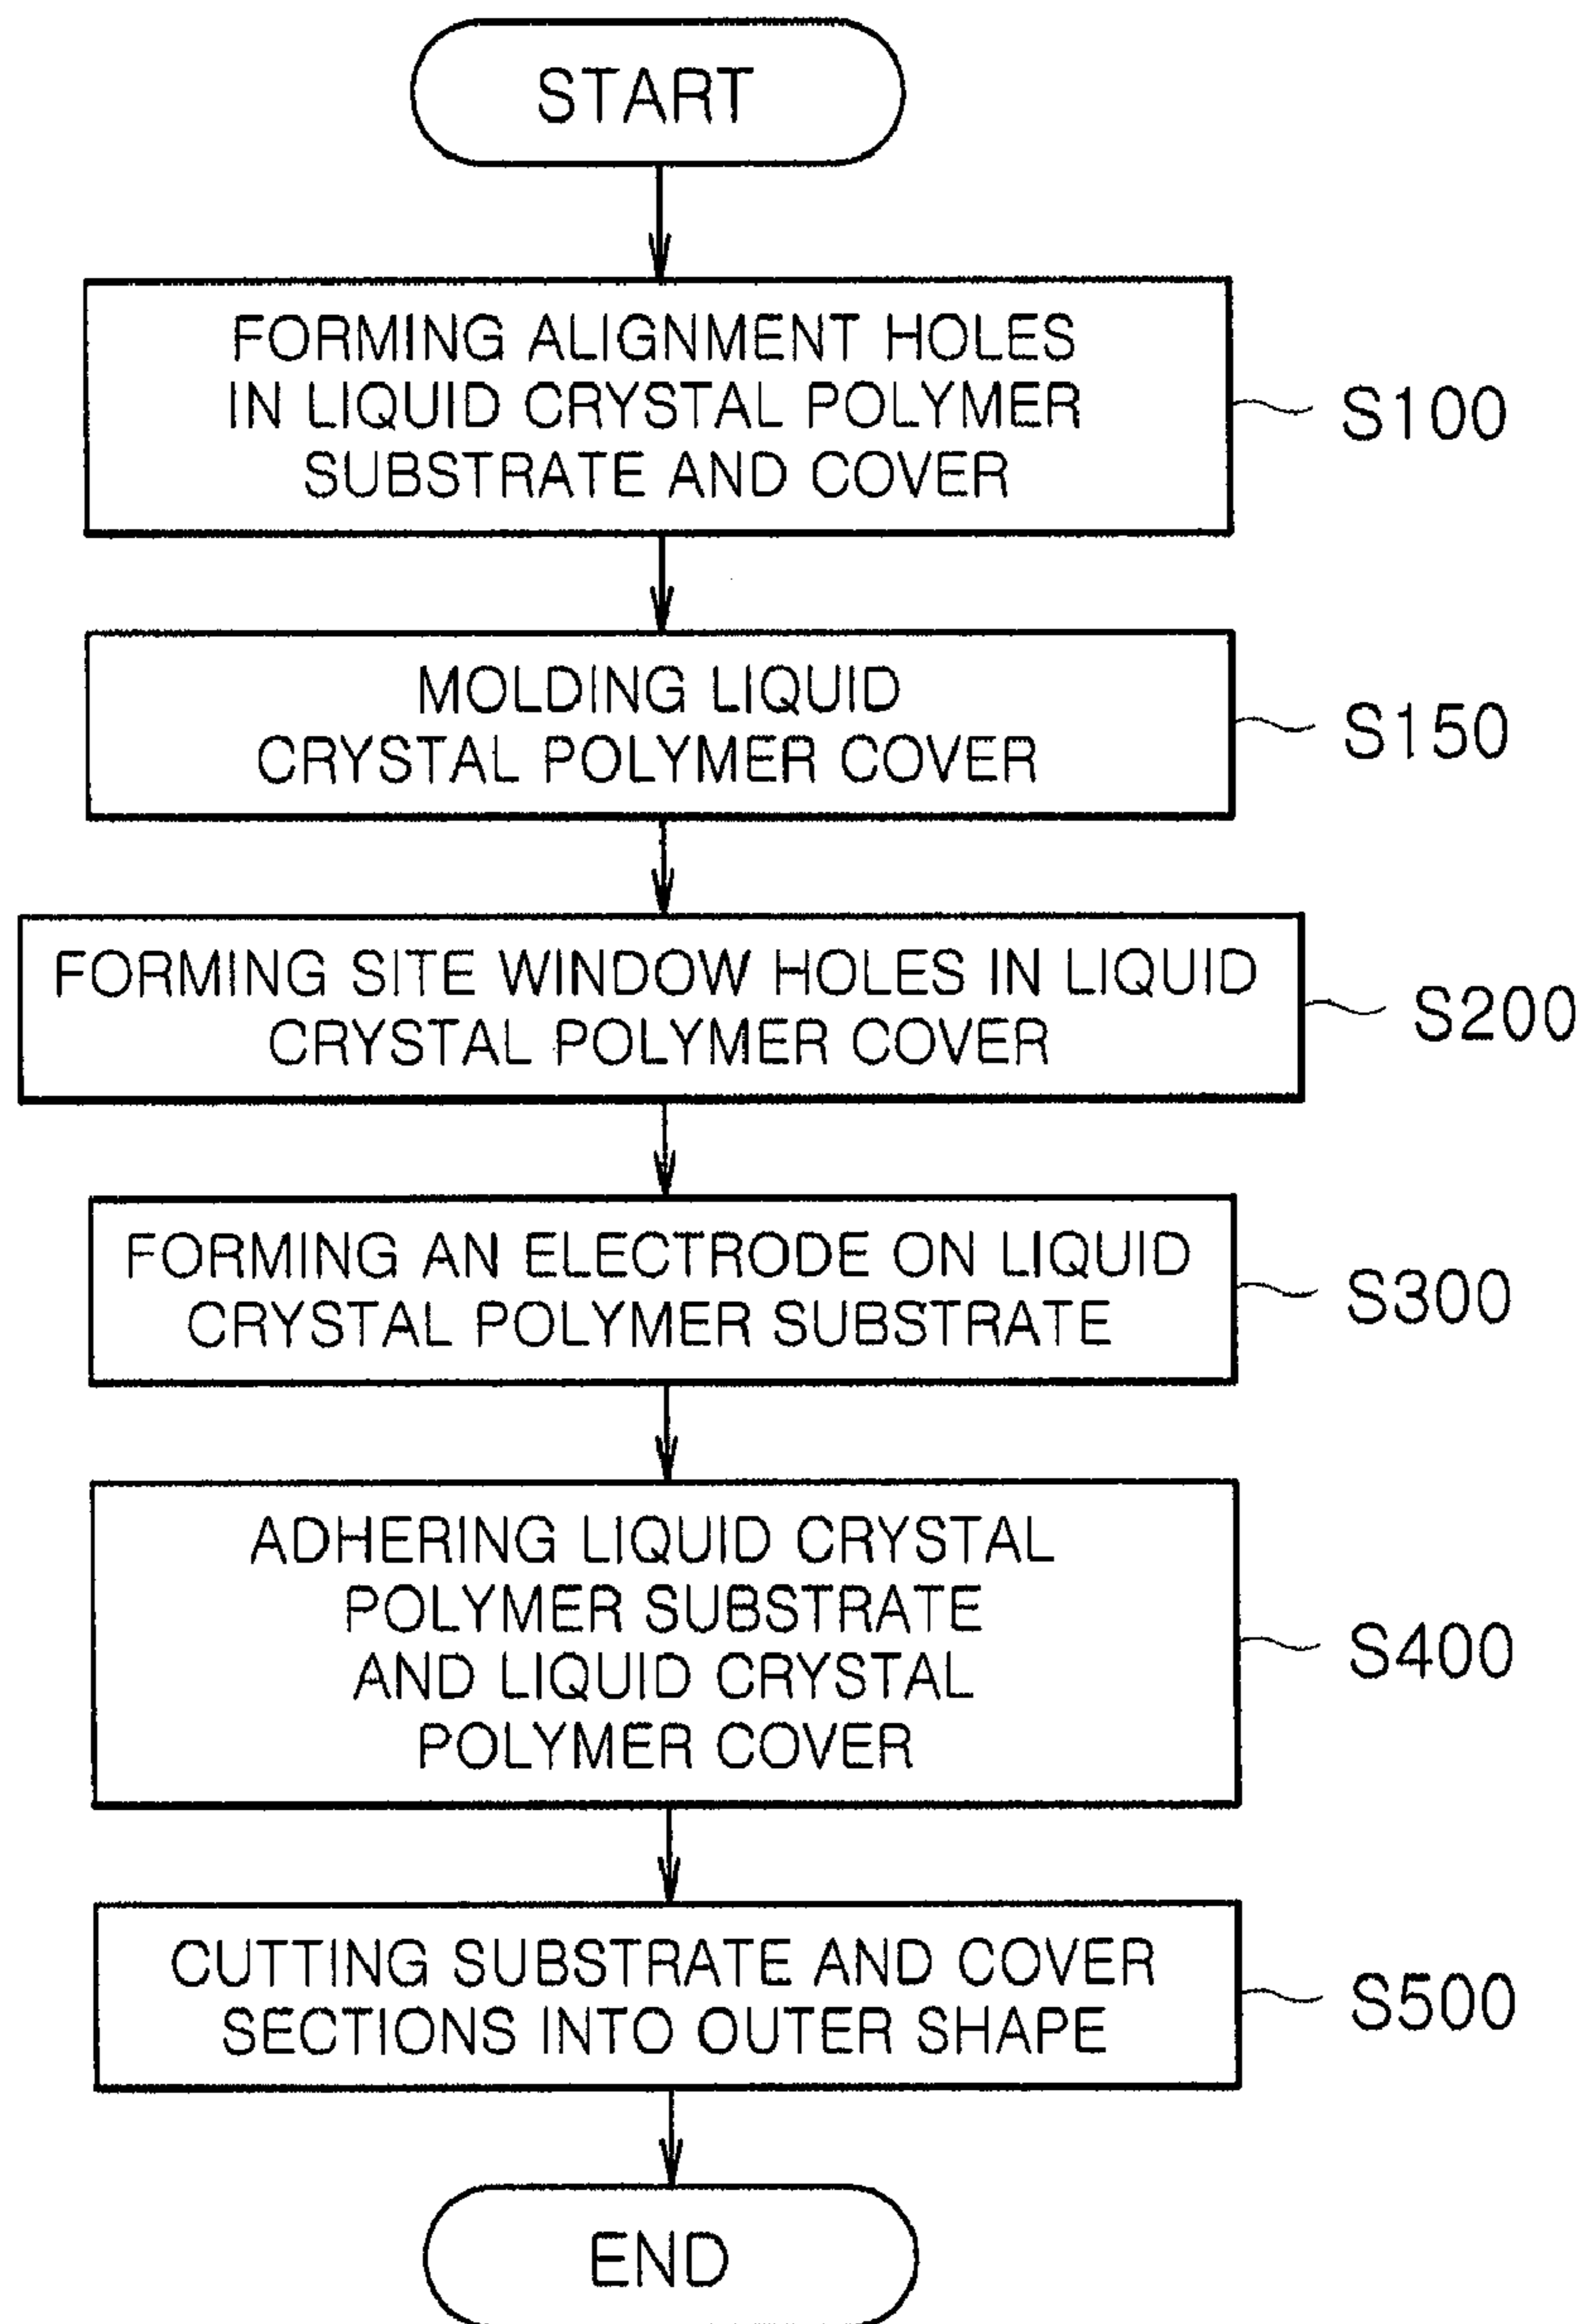 START
FORMING ALIGNMENT HOLES
IN LIQUID CRYSTAL POLYMER
SUBSTRATE AND COVER
S100
MOLDING LIQUID
CRYSTAL POLYMER COVER
S150
FORMING SITE WINDOW HOLES IN LIQUID
CRYSTAL POLYMER COVER
S200
FORMING AN ELECTRODE ON LIQUID
CRYSTAL POLYMER SUBSTRATE
S300
ADHERING LIQUID CRYSTAL
POLYMER SUBSTRATE
AND LIQUID CRYSTAL
POLYMER COVER
S400
CUTTING SUBSTRATE AND COVER
SECTIONS INTO OUTER SHAPE
S500
END